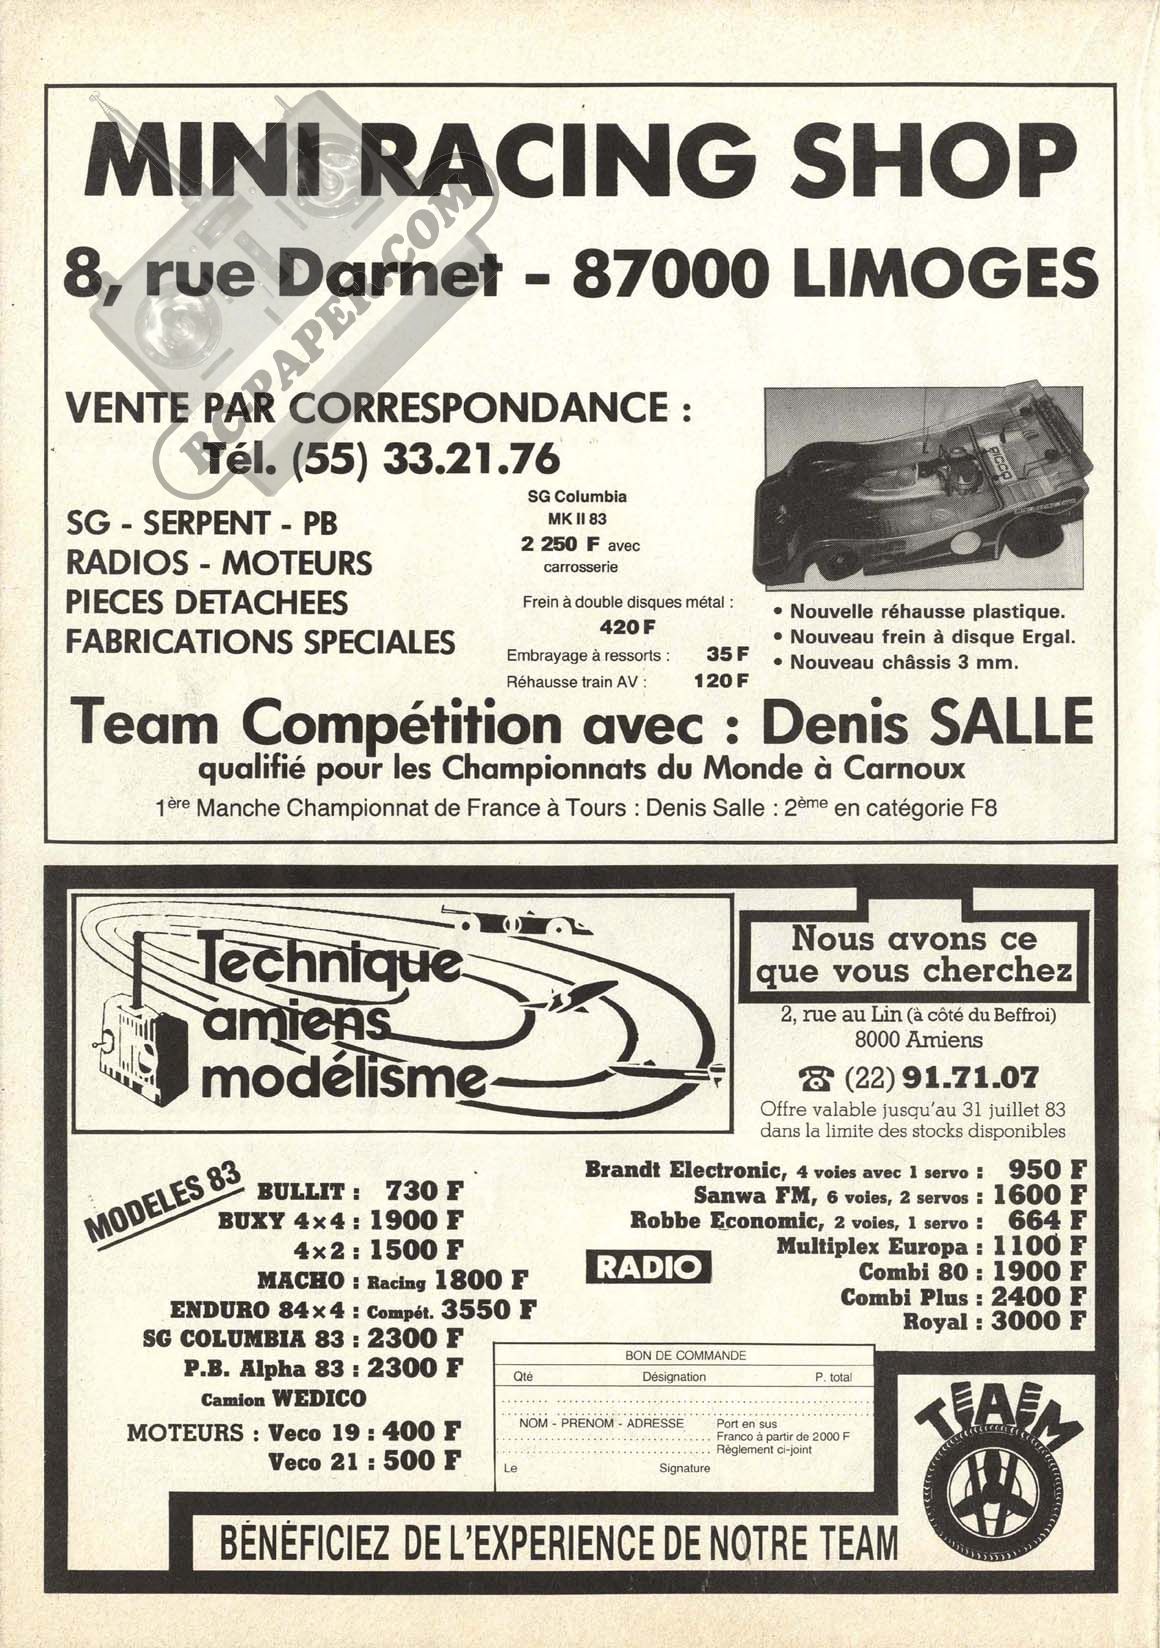 MINI RACING SHOP
8, rue Darnet - 87000 LIMOGES
RCPAPER.COM
VENTE PAR CORRESPONDANCE :
Tél. (55) 33.21.76
SG - SERPENT - PB
RADIOS - MOTEURS
PIECES DETACHEES
FABRICATIONS SPECIALES
SG Columbia
MK II 83
2 250 F avec
carrosserie
Frein à double disques métal :
420 F
Embrayage à ressorts : 35 F
Réhausse train AV : 120 F
PICCO
• Nouvelle réhausse plastique.
• Nouveau frein à disque Ergal.
• Nouveau châssis 3 mm.
Team Compétition avec : Denis SALLE
qualifié pour les Championnats du Monde à Carnoux
1ère Manche Championnat de France à Tours : Denis Salle : 2ème en catégorie F8
Technique
amiens
modélisme
Nous avons ce
que vous cherchez
2, rue au Lin (à côté du Beffroi)
8000 Amiens
☎ (22) 91.71.07
Offre valable jusqu'au 31 juillet 83
dans la limite des stocks disponibles
MODELES 83
BULLIT : 730 F
BUXY 4×4 : 1900 F
4×2 : 1500 F
MACHO : Racing 1800 F
ENDURO 84×4 : Compét. 3550 F
SG COLUMBIA 83 : 2300 F
P.B. Alpha 83 : 2300 F
Camion WEDICO
MOTEURS : Veco 19 : 400 F
Veco 21 : 500 F
RADIO
Brandt Electronic, 4 voies avec 1 servo : 950 F
Sanwa FM, 6 voies, 2 servos : 1600 F
Robbe Economic, 2 voies, 1 servo : 664 F
Multiplex Europa : 1100 F
Combi 80 : 1900 F
Combi Plus : 2400 F
Royal : 3000 F
BON DE COMMANDE
Qté Désignation P. total
NOM - PRENOM - ADRESSE Port en sus
Franco à partir de 2000 F
Règlement ci-joint
Le Signature
TEAM
BÉNÉFICIEZ DE L'EXPERIENCE DE NOTRE TEAM